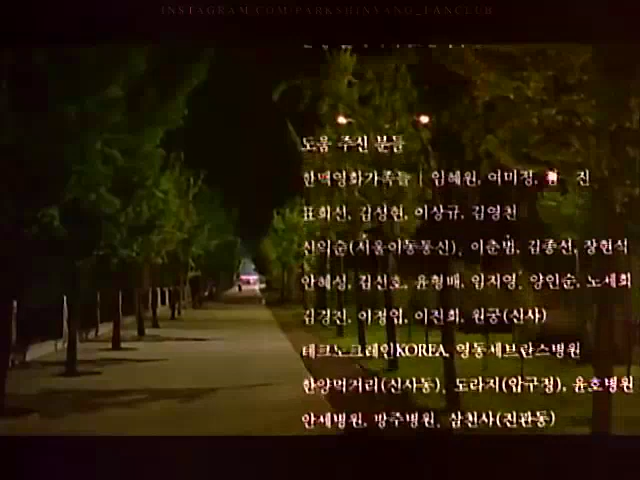 INSTAGRAM.COM/PARKSHINYANG_FANCLUB
도움 주신 분들
한맥영화가족들 | 임혜원, 여미정, 진
표희선, 김성현, 이상규, 김영친
신익순(서울이동통신), 이춘범, 김종선, 장현식
안혜성, 김신호, 윤형배, 임지영, 양인순, 노세희
김경진, 이정업, 이진희, 원궁(신사)
테크노크레인KOREA, 영동세브란스병원
한양먹거리(신사동), 도라지(압구정), 윤호병원
안세병원, 방주병원, 삼천사(진관동)